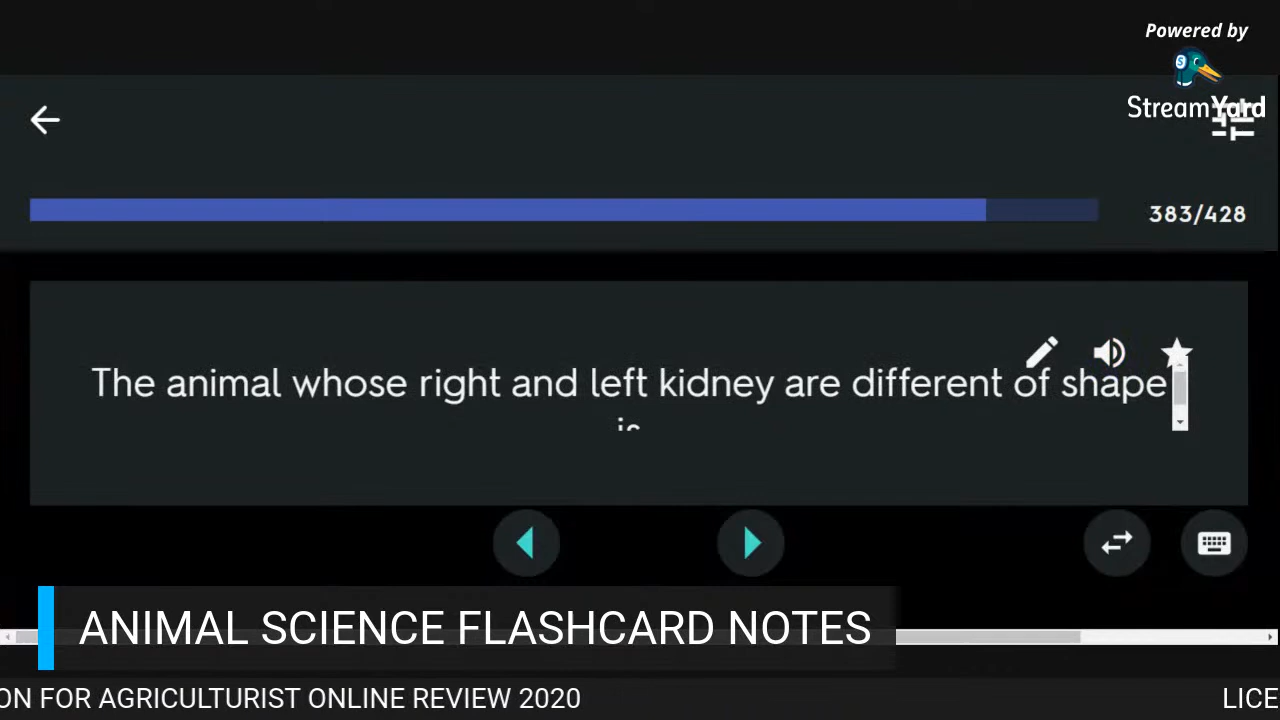 Powered by
StreamYard
383/428
The animal whose right and left kidney are different of shape
is
ANIMAL SCIENCE FLASHCARD NOTES
ON FOR AGRICULTURIST ONLINE REVIEW 2020
LICE